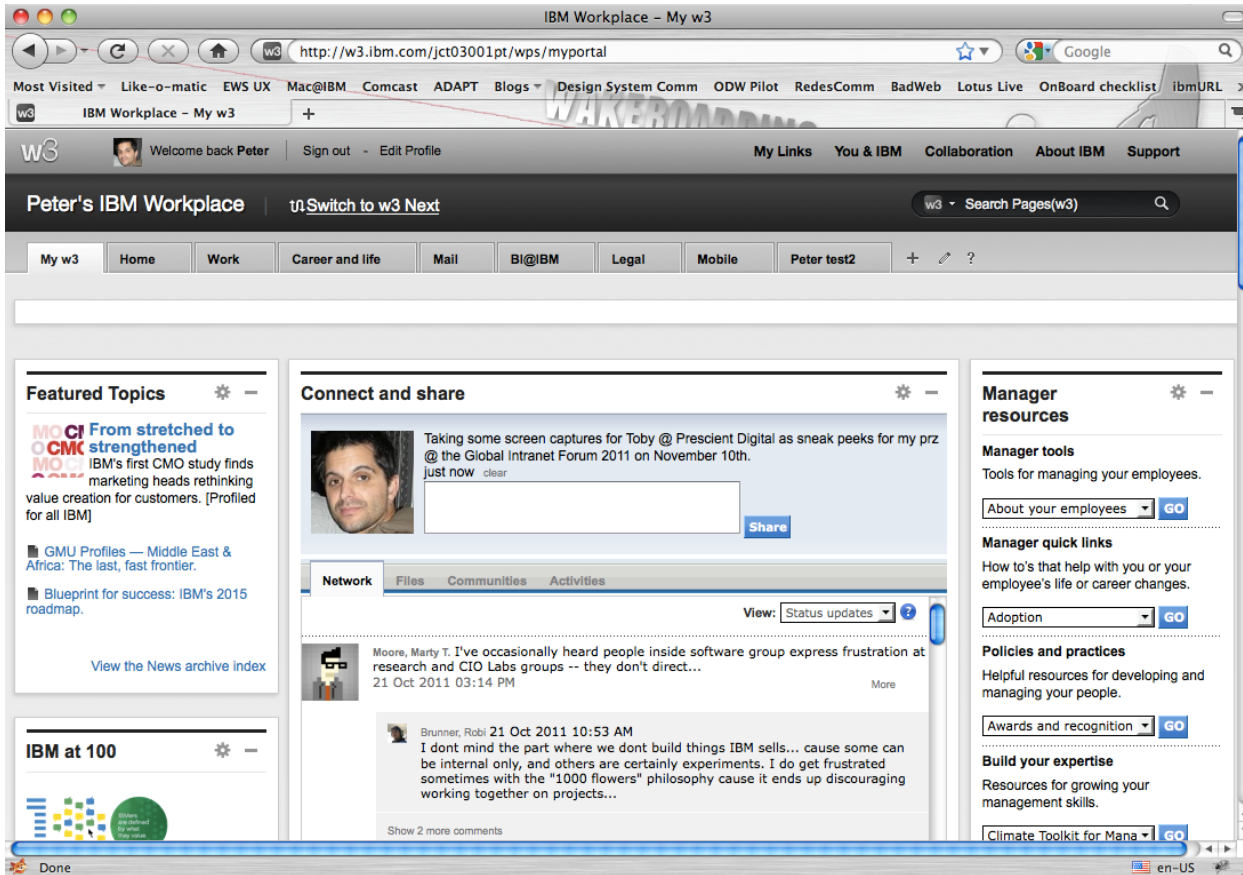 IBM Workplace – My w3
w3 http://w3.ibm.com/jct03001pt/wps/myportal Google
Most Visited Like-o-matic EWS UX Mac@IBM Comcast ADAPT Blogs Design System Comm ODW Pilot RedesComm BadWeb Lotus Live OnBoard checklist ibmURL
WAKEBOARDING
w3 IBM Workplace – My w3 +
w3 Welcome back Peter Sign out - Edit Profile My Links You & IBM Collaboration About IBM Support
Peter's IBM Workplace Switch to w3 Next w3 Search Pages(w3)
My w3 Home Work Career and life Mail BI@IBM Legal Mobile Peter test2 + ?
Featured Topics
From stretched to
strengthened
IBM's first CMO study finds
marketing heads rethinking
value creation for customers. [Profiled
for all IBM]
GMU Profiles — Middle East &
Africa: The last, fast frontier.
Blueprint for success: IBM's 2015
roadmap.
View the News archive index
IBM at 100
IBMers
are defined
by what
they value
Connect and share
Taking some screen captures for Toby @ Prescient Digital as sneak peeks for my prz
@ the Global Intranet Forum 2011 on November 10th.
just now clear
Share
Network Files Communities Activities
View: Status updates ?
Moore, Marty T. I've occasionally heard people inside software group express frustration at
research and CIO Labs groups -- they don't direct...
21 Oct 2011 03:14 PM More
Brunner, Robi 21 Oct 2011 10:53 AM
I dont mind the part where we dont build things IBM sells... cause some can
be internal only, and others are certainly experiments. I do get frustrated
sometimes with the "1000 flowers" philosophy cause it ends up discouraging
working together on projects...
Show 2 more comments
Manager
resources
Manager tools
Tools for managing your employees.
About your employees GO
Manager quick links
How to's that help with you or your
employee's life or career changes.
Adoption GO
Policies and practices
Helpful resources for developing and
managing your people.
Awards and recognition GO
Build your expertise
Resources for growing your
management skills.
Climate Toolkit for Mana GO
Done en-US